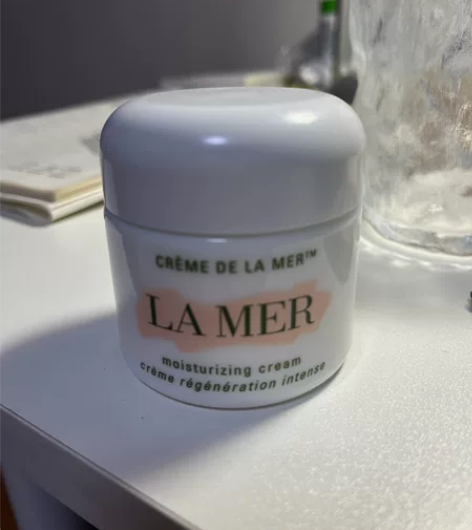 CRÈME DE LA MER™
LA MER
moisturizing cream
crème régénération intense